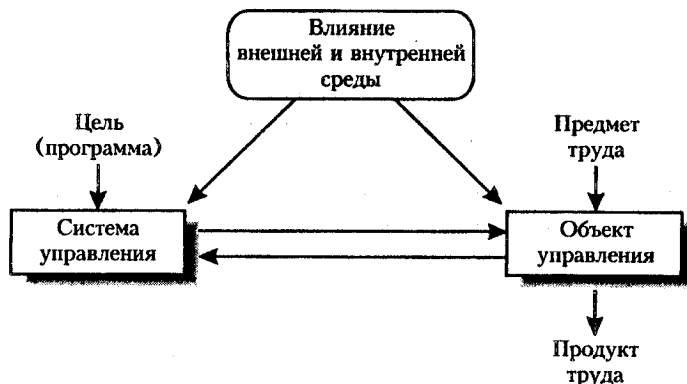 Влияние
внешней и внутренней
среды
Цель
(программа)
Предмет
труда
Система
управления
Объект
управления
Продукт
труда